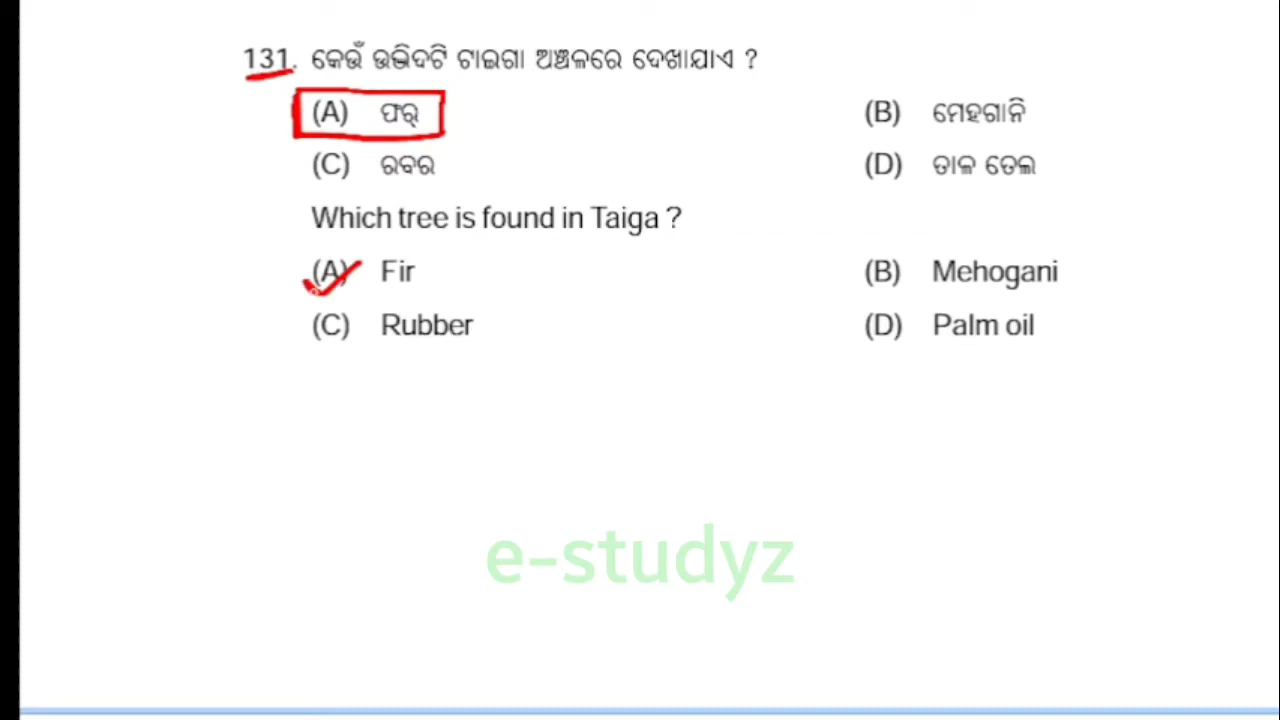 131. କେଉଁ ଉଦ୍ଭିଦଟି ଟାଇଗା ଅଞ୍ଚଳରେ ଦେଖାଯାଏ ?
(A) ଫର୍ (B) ମେହଗାନି
(C) ରବର (D) ତାଳ ତେଲ
Which tree is found in Taiga ?
(A) Fir (B) Mehogani
(C) Rubber (D) Palm oil
e-studyz